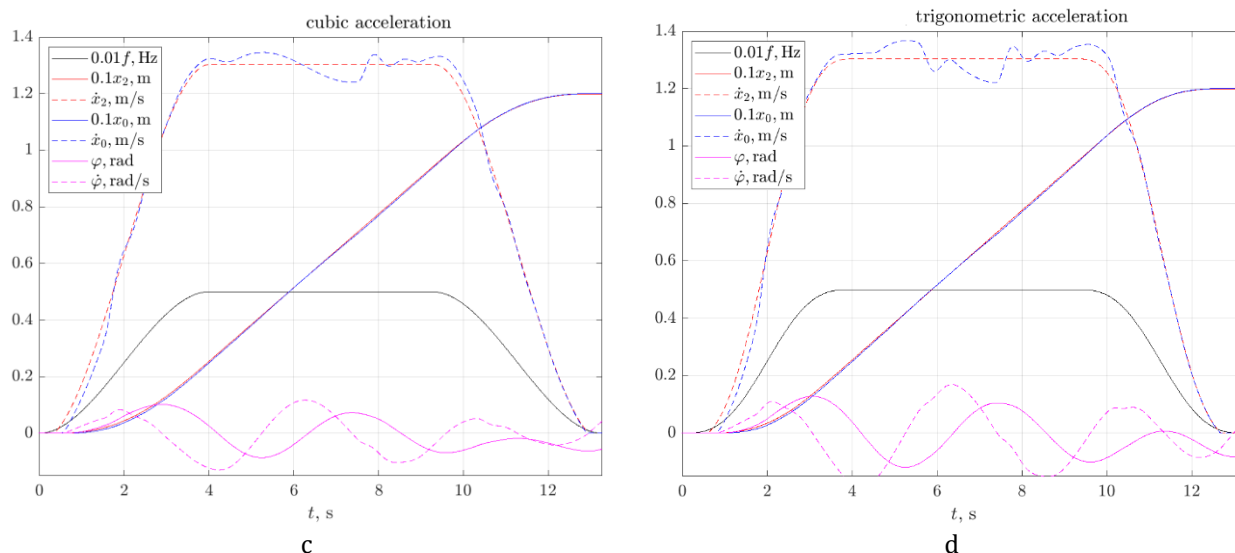 cubic acceleration
1.4
1.2
1
0.8
0.6
0.4
0.2
0
0.01f, Hz
0.1x₂, m
ẋ₂, m/s
0.1x₀, m
ẋ₀, m/s
φ, rad
φ̇, rad/s
0 2 4 6 8 10 12
t, s
c
trigonometric acceleration
1.4
1.2
1
0.8
0.6
0.4
0.2
0
0.01f, Hz
0.1x₂, m
ẋ₂, m/s
0.1x₀, m
ẋ₀, m/s
φ, rad
φ̇, rad/s
0 2 4 6 8 10 12
t, s
d